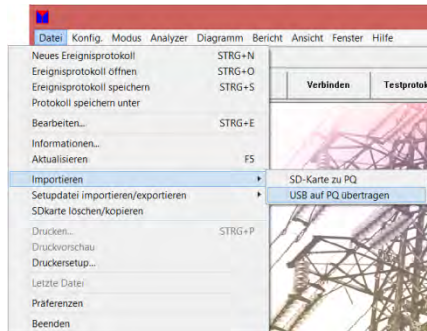 Datei Konfig. Modus Analyzer Diagramm Bericht Ansicht Fenster Hilfe
Neues Ereignisprotokoll STRG+N
Ereignisprotokoll öffnen STRG+O
Ereignisprotokoll speichern STRG+S
Protokoll speichern unter
Verbinden Testprotok
Bearbeiten... STRG+E
Informationen...
Aktualisieren F5
Importieren
SD-Karte zu PQ
Setupdatei importieren/exportieren
USB auf PQ übertragen
SDkarte löschen/kopieren
Drucken... STRG+P
Druckvorschau
Druckersetup...
Letzte Datei
Präferenzen
Beenden